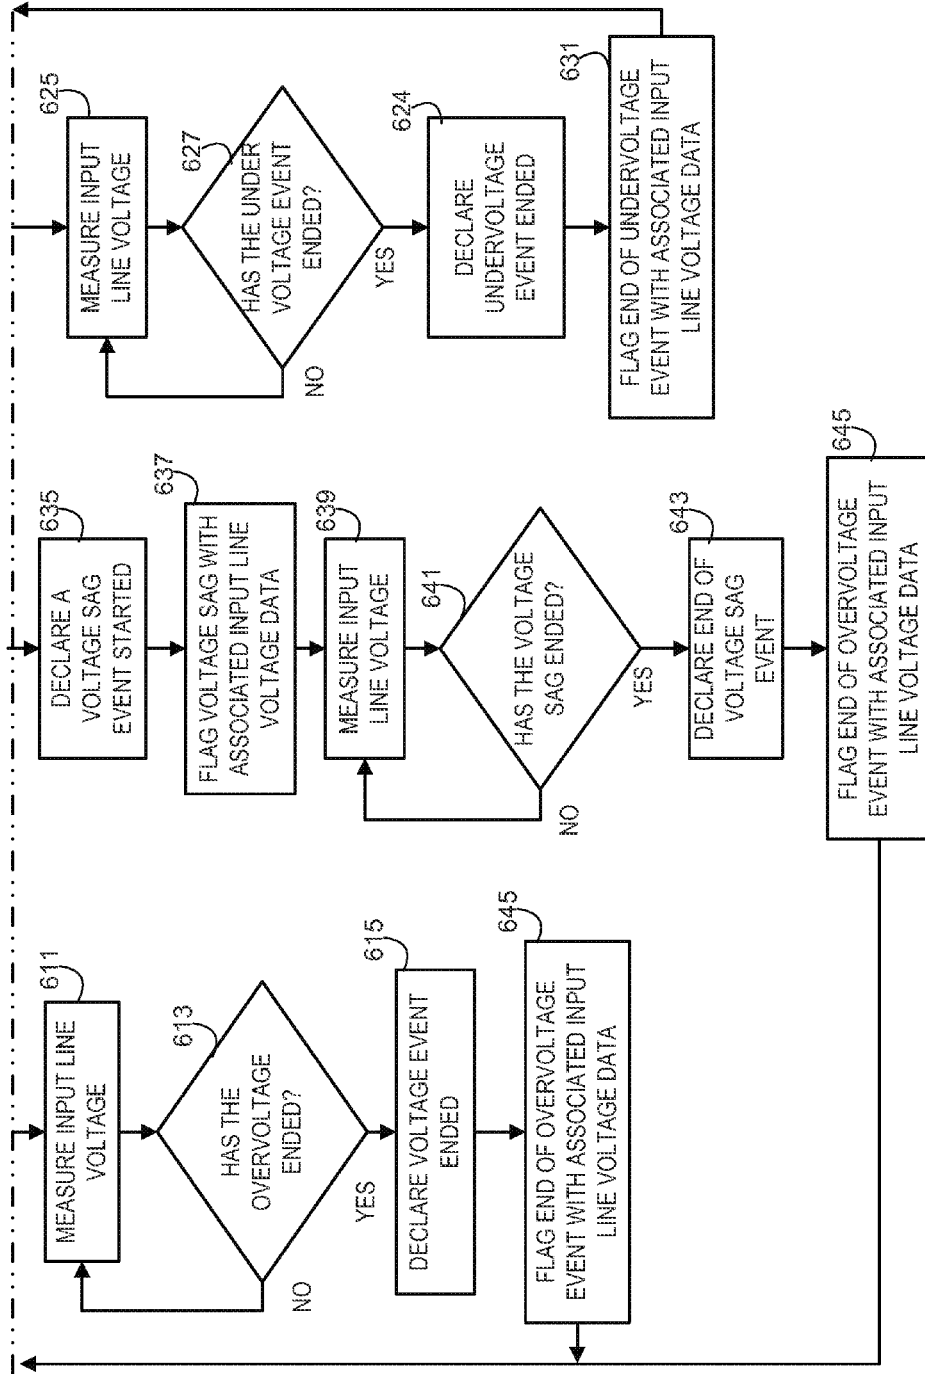 611
MEASURE INPUT LINE
VOLTAGE
613
HAS THE
OVERVOLTAGE
ENDED?
NO
YES
615
DECLARE VOLTAGE EVENT
ENDED
645
FLAG END OF OVERVOLTAGE
EVENT WITH ASSOCIATED INPUT
LINE VOLTAGE DATA
635
DECLARE A
VOLTAGE SAG
EVENT STARTED
637
FLAG VOLTAGE SAG WITH
ASSOCIATED INPUT LINE
VOLTAGE DATA
639
MEASURE INPUT
LINE VOLTAGE
641
HAS THE VOLTAGE
SAG ENDED?
NO
YES
643
DECLARE END OF
VOLTAGE SAG
EVENT
645
FLAG END OF OVERVOLTAGE
EVENT WITH ASSOCIATED INPUT
LINE VOLTAGE DATA
625
MEASURE INPUT
LINE VOLTAGE
627
HAS THE UNDER
VOLTAGE EVENT
ENDED?
NO
YES
624
DECLARE
UNDERVOLTAGE
EVENT ENDED
631
FLAG END OF UNDERVOLTAGE
EVENT WITH ASSOCIATED INPUT
LINE VOLTAGE DATA